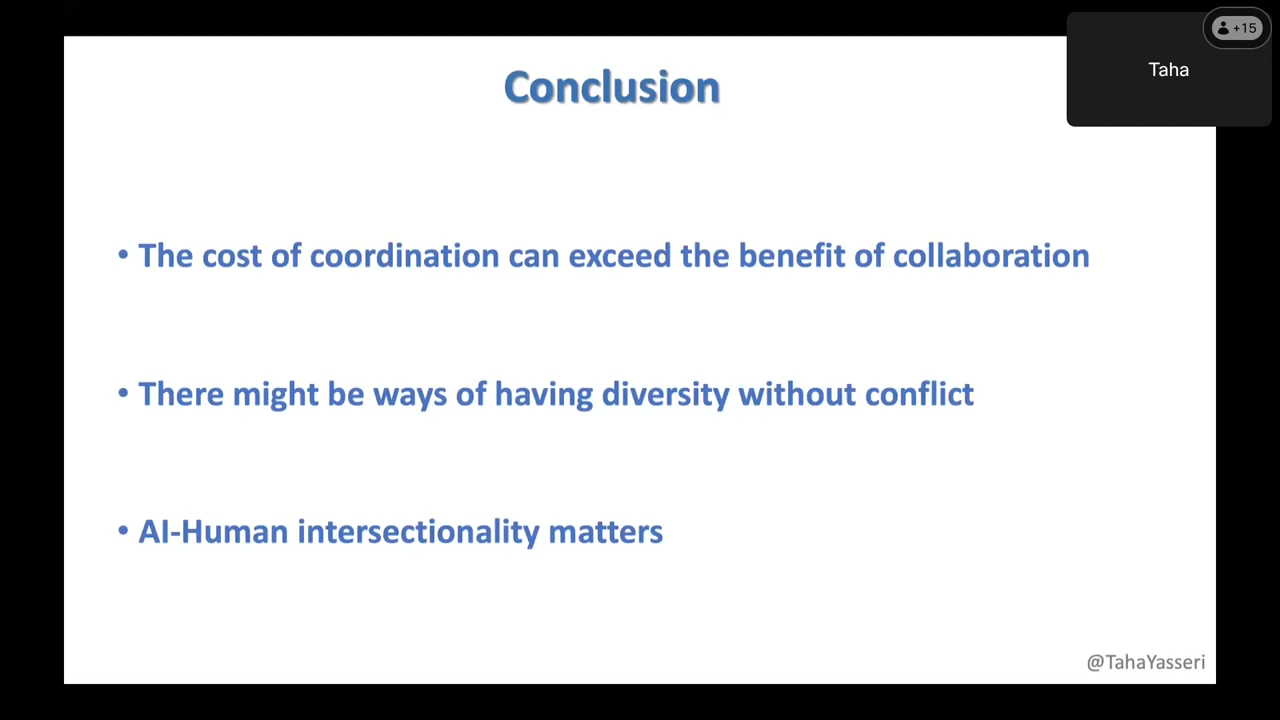 +15
Taha
Conclusion
• The cost of coordination can exceed the benefit of collaboration
• There might be ways of having diversity without conflict
• AI-Human intersectionality matters
@TahaYasseri